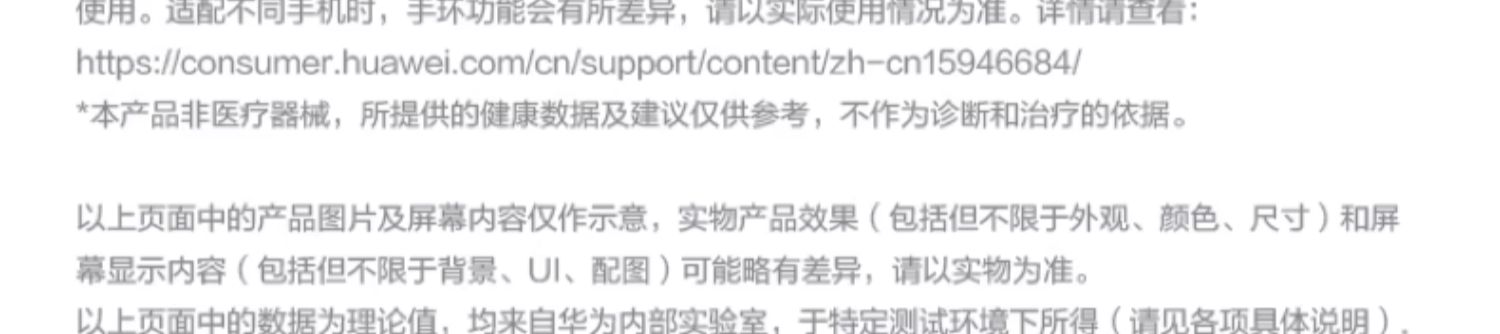 使用。适配不同手机时，手环功能会有所差异，请以实际使用情况为准。详情请查看：
https://consumer.huawei.com/cn/support/content/zh-cn15946684/
*本产品非医疗器械，所提供的健康数据及建议仅供参考，不作为诊断和治疗的依据。
以上页面中的产品图片及屏幕内容仅作示意，实物产品效果（包括但不限于外观、颜色、尺寸）和屏
幕显示内容（包括但不限于背景、UI、配图）可能略有差异，请以实物为准。
以上页面中的数据为理论值，均来自华为内部实验室，于特定测试环境下所得（请见各项具体说明），